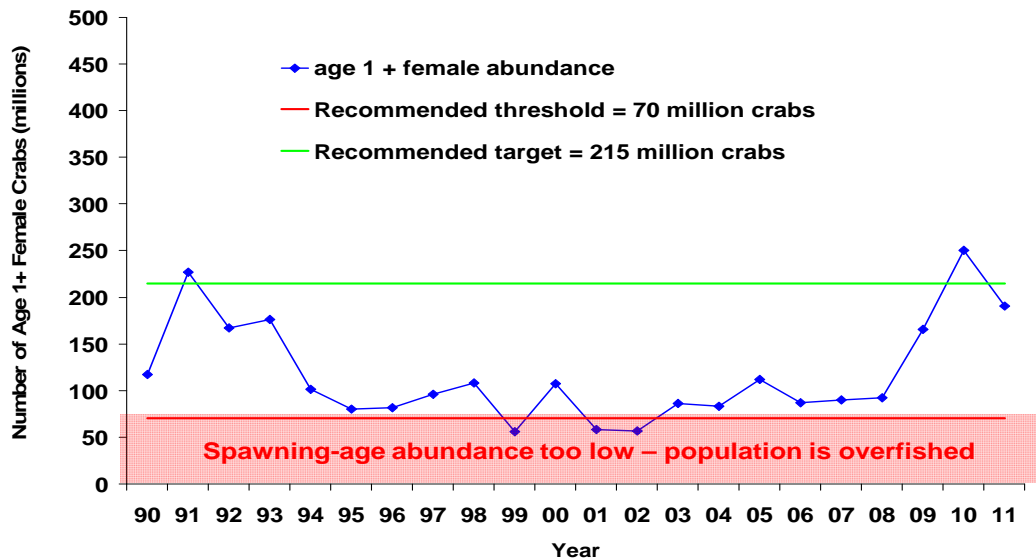 Number of Age 1+ Female Crabs (millions)
500
450
400
350
300
250
200
150
100
50
0
age 1 + female abundance
Recommended threshold = 70 million crabs
Recommended target = 215 million crabs
Spawning-age abundance too low – population is overfished
90 91 92 93 94 95 96 97 98 99 00 01 02 03 04 05 06 07 08 09 10 11
Year